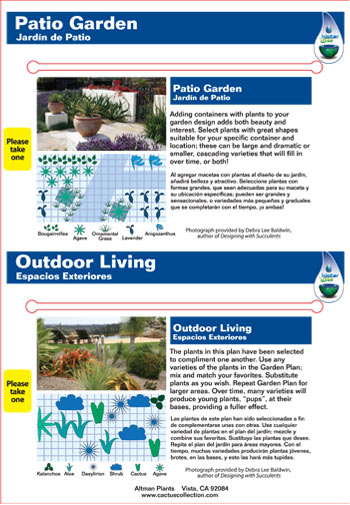 Patio Garden
Jardín de Patio
Water
Wise
Please
take
one
Patio Garden
Jardín de Patio
Adding containers with plants to your
garden design adds both beauty and
interest. Select plants with great shapes
suitable for your specific container and
location; these can be large and dramatic or
smaller, cascading varieties that will fill in
over time, or both!
Al agregar macetas con plantas al diseño de su jardín,
añadirá belleza y atractivo. Seleccione plantas con
formas grandes, que sean adecuadas para su maceta y
su ubicación específicas; pueden ser grandes y
sensacionales, o variedades más pequeñas y graduales
que se completarán con el tiempo, ¡o ambas!
Bougainvillea Agave Ornamental Grass Lavender Anigozanthus
Photograph provided by Debra Lee Baldwin,
author of Designing with Succulents
Outdoor Living
Espacios Exteriores
Water
Wise
Please
take
one
Outdoor Living
Espacios Exteriores
The plants in this plan have been selected
to compliment one another. Use any
varieties of the plants in the Garden Plan;
mix and match your favorites. Substitute
plants as you wish. Repeat Garden Plan for
larger areas. Over time, many varieties will
produce young plants, "pups", at their
bases, providing a fuller effect.
Las plantas de este plan han sido seleccionadas a fin
de complementarse unas con otras. Use cualquier
variedad de plantas en el plan del jardín; mezcle y
combine sus favoritas. Sustituya las plantas que desee.
Repita el plan del jardín para áreas mayores. Con el
tiempo, muchas variedades producirán plantas jóvenes,
brotes, en las bases, y esto las hará más tupidas.
Kalanchoe Aloe Dasylirion Shrub Cactus Agave
Photograph provided by Debra Lee Baldwin,
author of Designing with Succulents
Altman Plants Vista, CA 92084
www.cactuscollection.com